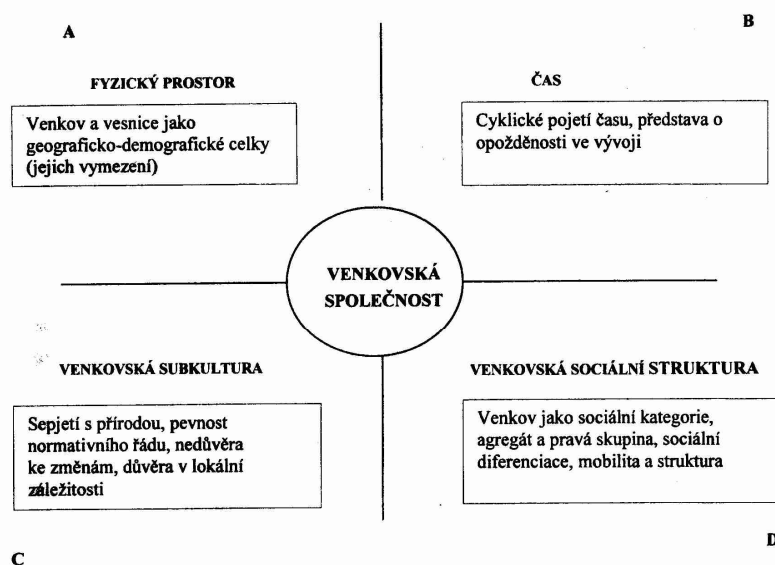 A
B
FYZICKÝ PROSTOR
Venkov a vesnice jako
geograficko-demografické celky
(jejich vymezení)
ČAS
Cyklické pojetí času, představa o
opožděnosti ve vývoji
VENKOVSKÁ
SPOLEČNOST
VENKOVSKÁ SUBKULTURA
Sepjetí s přírodou, pevnost
normativního řádu, nedůvěra
ke změnám, důvěra v lokální
záležitosti
VENKOVSKÁ SOCIÁLNÍ STRUKTURA
Venkov jako sociální kategorie,
agregát a pravá skupina, sociální
diferenciace, mobilita a struktura
C
D